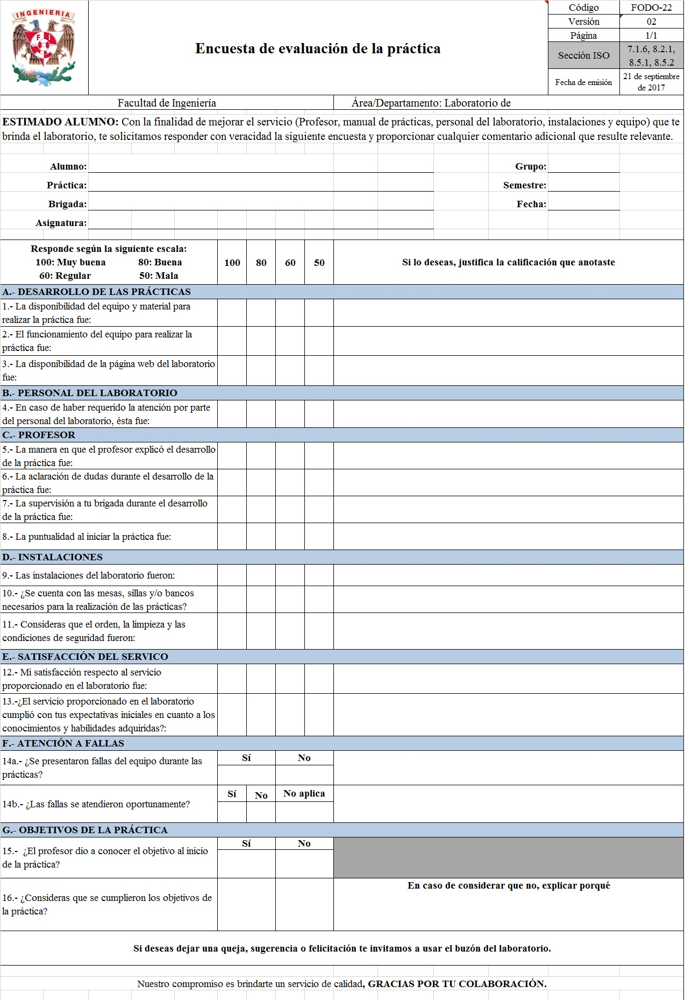 INGENIERIA
F I
Encuesta de evaluación de la práctica
Código FODO-22
Versión 02
Página 1/1
Sección ISO 7.1.6, 8.2.1,
8.5.1, 8.5.2
Fecha de emisión 21 de septiembre
de 2017
Facultad de Ingeniería Área/Departamento: Laboratorio de
ESTIMADO ALUMNO: Con la finalidad de mejorar el servicio (Profesor, manual de prácticas, personal del laboratorio, instalaciones y equipo) que te
brinda el laboratorio, te solicitamos responder con veracidad la siguiente encuesta y proporcionar cualquier comentario adicional que resulte relevante.
Alumno: Grupo:
Práctica: Semestre:
Brigada: Fecha:
Asignatura:
Responde según la siguiente escala:
100: Muy buena 80: Buena
60: Regular 50: Mala
100 80 60 50 Si lo deseas, justifica la calificación que anotaste
A.- DESARROLLO DE LAS PRÁCTICAS
1.- La disponibilidad del equipo y material para
realizar la práctica fue:
2.- El funcionamiento del equipo para realizar la
práctica fue:
3.- La disponibilidad de la página web del laboratorio
fue:
B.- PERSONAL DEL LABORATORIO
4.- En caso de haber requerido la atención por parte
del personal del laboratorio, ésta fue:
C.- PROFESOR
5.- La manera en que el profesor explicó el desarrollo
de la práctica fue:
6.- La aclaración de dudas durante el desarrollo de la
práctica fue:
7.- La supervisión a tu brigada durante el desarrollo
de la práctica fue:
8.- La puntualidad al iniciar la práctica fue:
D.- INSTALACIONES
9.- Las instalaciones del laboratorio fueron:
10.- ¿Se cuenta con las mesas, sillas y/o bancos
necesarios para la realización de las prácticas?
11.- Consideras que el orden, la limpieza y las
condiciones de seguridad fueron:
E.- SATISFACCIÓN DEL SERVICO
12.- Mi satisfacción respecto al servicio
proporcionado en el laboratorio fue:
13.-¿El servicio proporcionado en el laboratorio
cumplió con tus expectativas iniciales en cuanto a los
conocimientos y habilidades adquiridas?:
F.- ATENCIÓN A FALLAS
14a.- ¿Se presentaron fallas del equipo durante las
prácticas?
Sí No
14b.- ¿Las fallas se atendieron oportunamente?
Sí No No aplica
G.- OBJETIVOS DE LA PRÁCTICA
15.- ¿El profesor dio a conocer el objetivo al inicio
de la práctica?
Sí No
16.- ¿Consideras que se cumplieron los objetivos de
la práctica?
En caso de considerar que no, explicar porqué
Si deseas dejar una queja, sugerencia o felicitación te invitamos a usar el buzón del laboratorio.
Nuestro compromiso es brindarte un servicio de calidad, GRACIAS POR TU COLABORACIÓN.